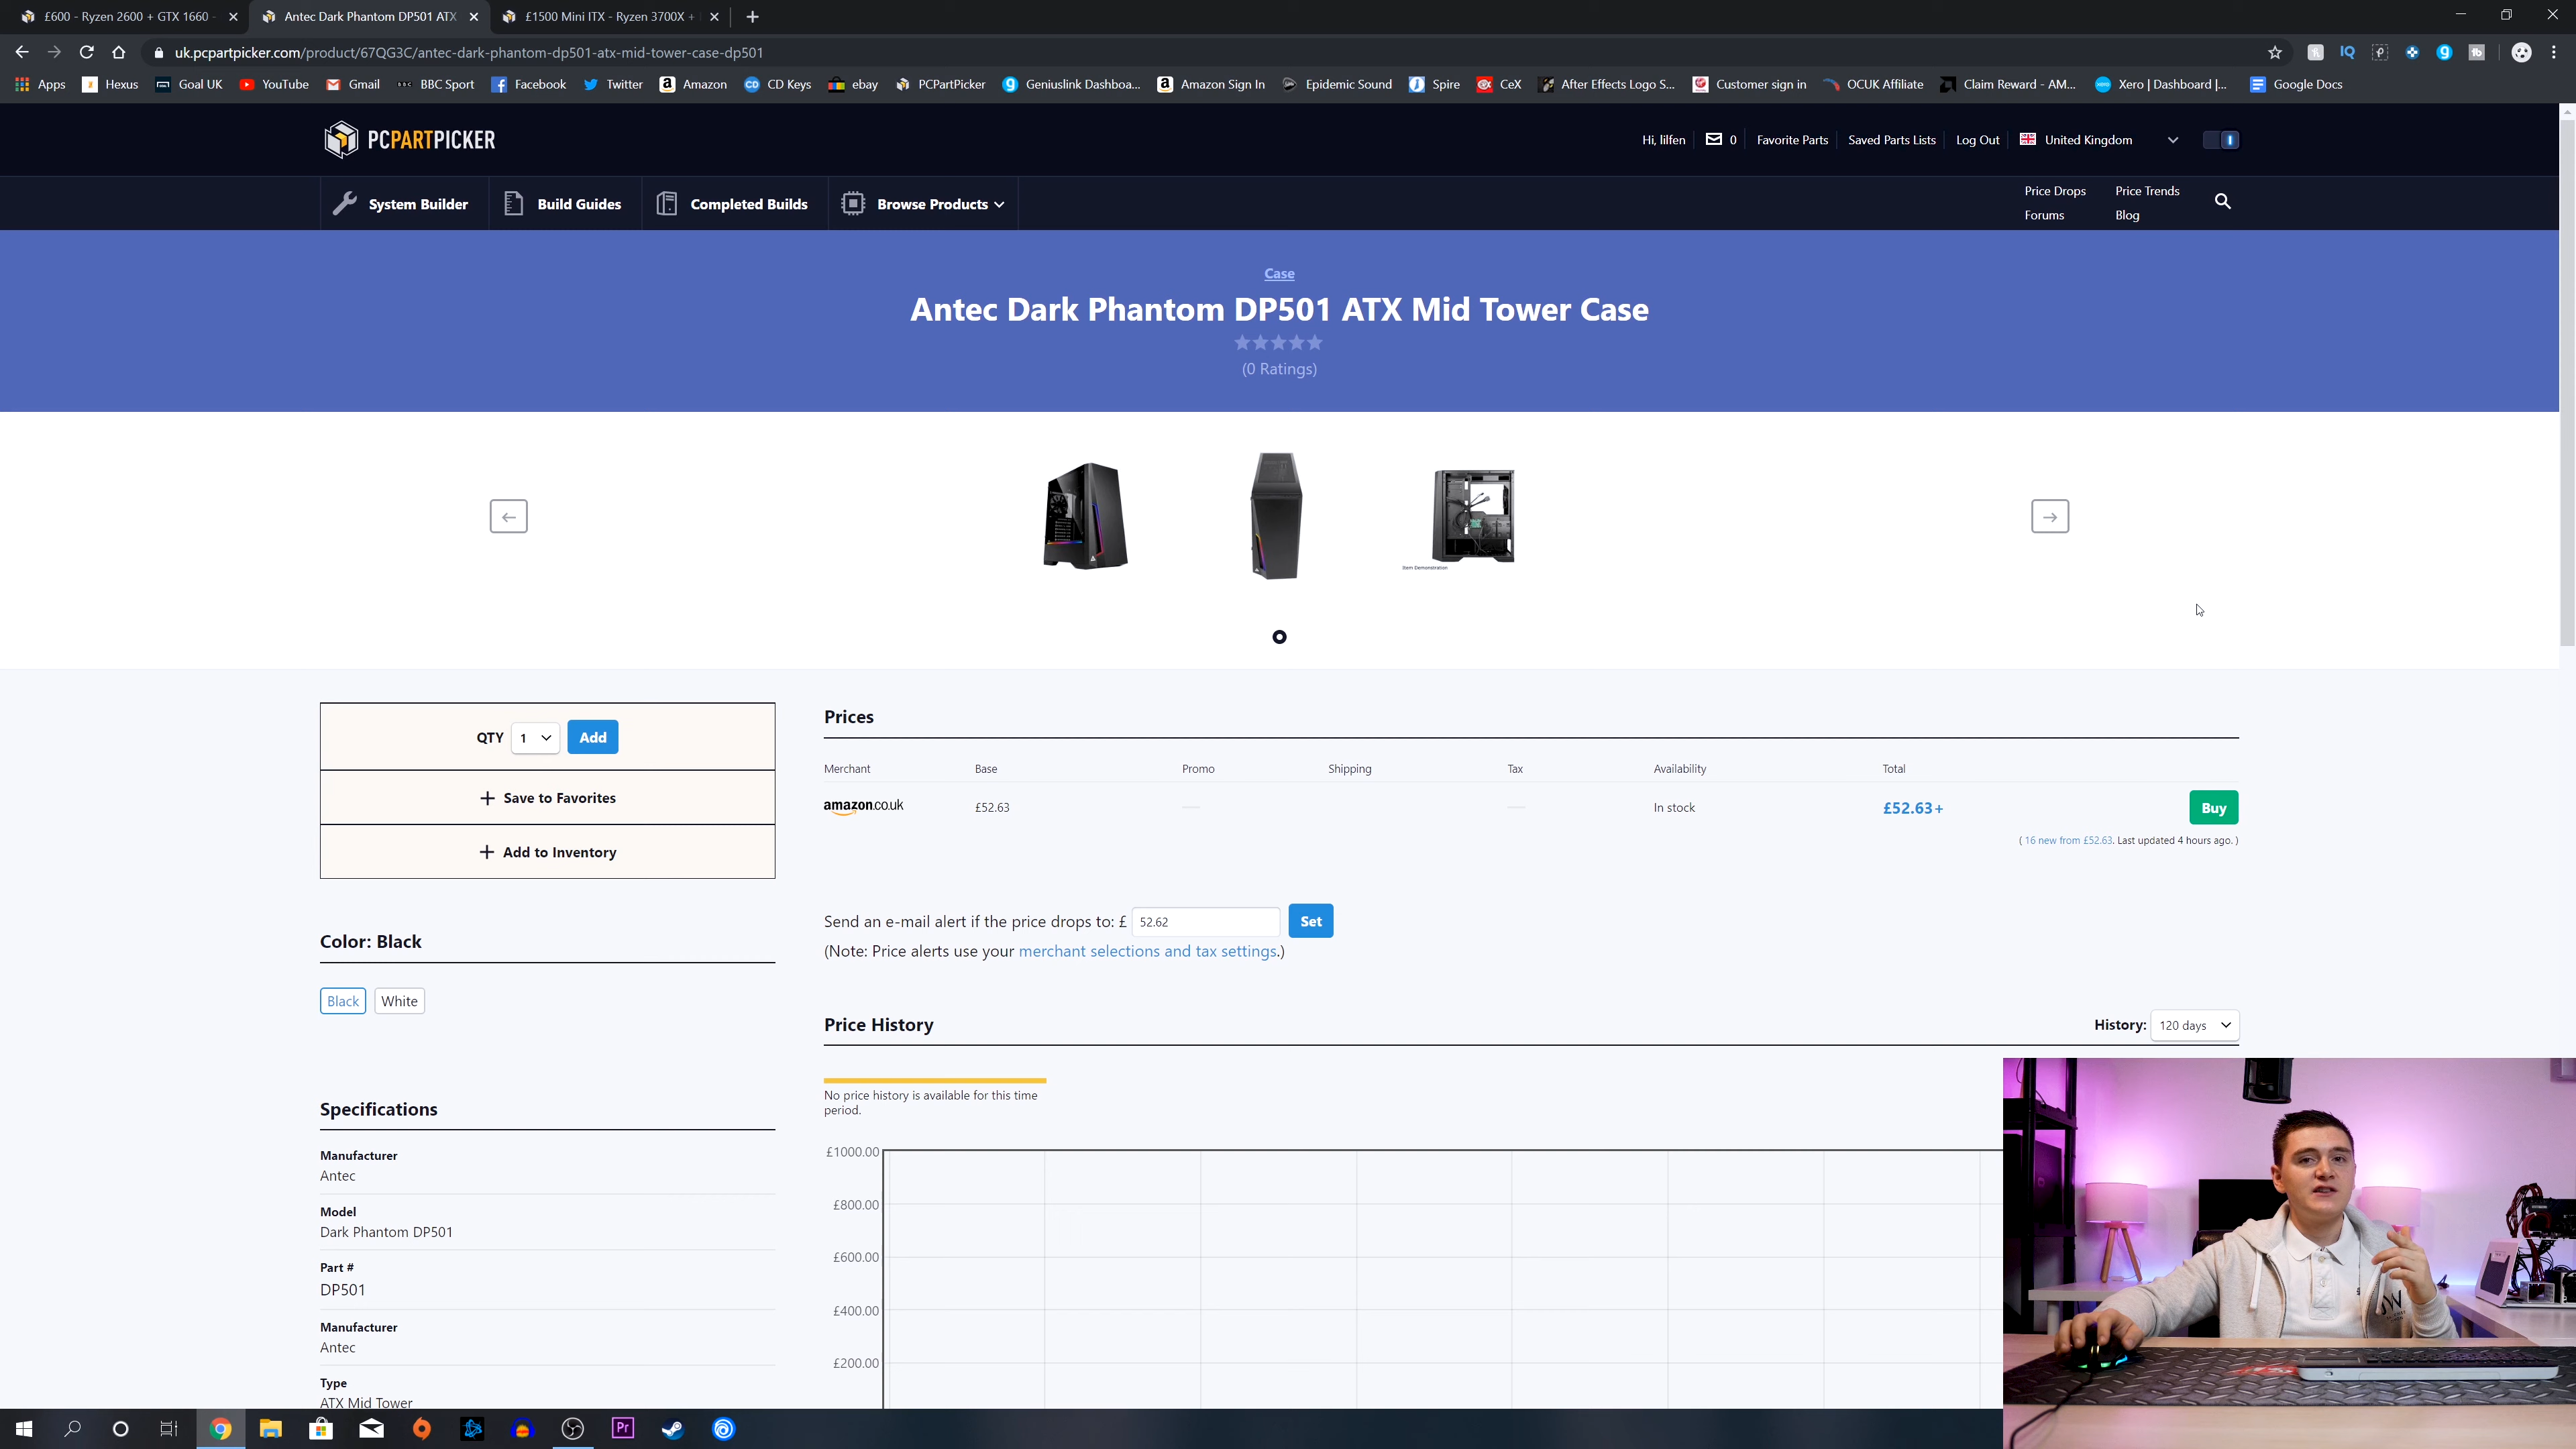 £600 - Ryzen 2600 + GTX 1660 -
Antec Dark Phantom DP501 ATX
£1500 Mini ITX - Ryzen 3700X +
uk.pcpartpicker.com/product/67QG3C/antec-dark-phantom-dp501-atx-mid-tower-case-dp501
Apps Hexus Goal UK YouTube Gmail BBC Sport Facebook Twitter Amazon CD Keys ebay PCPartPicker Geniuslink Dashboa... Amazon Sign In Epidemic Sound Spire CeX After Effects Logo S... Customer sign in OCUK Affiliate Claim Reward - AM... Xero | Dashboard |... Google Docs
PCPARTPICKER
Hi, lilfen 0 Favorite Parts Saved Parts Lists Log Out United Kingdom
System Builder Build Guides Completed Builds Browse Products
Price Drops Price Trends
Forums Blog
Case
Antec Dark Phantom DP501 ATX Mid Tower Case
(0 Ratings)
Item Demonstration
QTY 1 Add
+ Save to Favorites
+ Add to Inventory
Color: Black
Black White
Specifications
Manufacturer
Antec
Model
Dark Phantom DP501
Part #
DP501
Manufacturer
Antec
Type
ATX Mid Tower
Prices
Merchant Base Promo Shipping Tax Availability Total
amazon.co.uk £52.63 In stock £52.63+ Buy
( 16 new from £52.63. Last updated 4 hours ago. )
Send an e-mail alert if the price drops to: £ 52.62 Set
(Note: Price alerts use your merchant selections and tax settings.)
Price History
History: 120 days
No price history is available for this time
period.
£1000.00
£800.00
£600.00
£400.00
£200.00
Pr